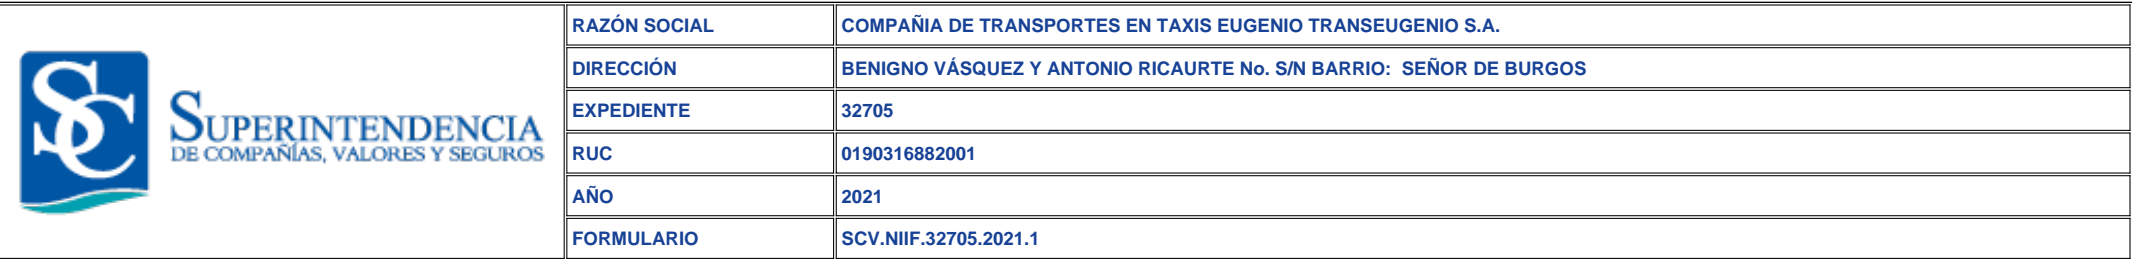 SC
SUPERINTENDENCIA
DE COMPAÑÍAS, VALORES Y SEGUROS
RAZÓN SOCIAL COMPAÑIA DE TRANSPORTES EN TAXIS EUGENIO TRANSEUGENIO S.A.
DIRECCIÓN BENIGNO VÁSQUEZ Y ANTONIO RICAURTE No. S/N BARRIO: SEÑOR DE BURGOS
EXPEDIENTE 32705
RUC 0190316882001
AÑO 2021
FORMULARIO SCV.NIIF.32705.2021.1